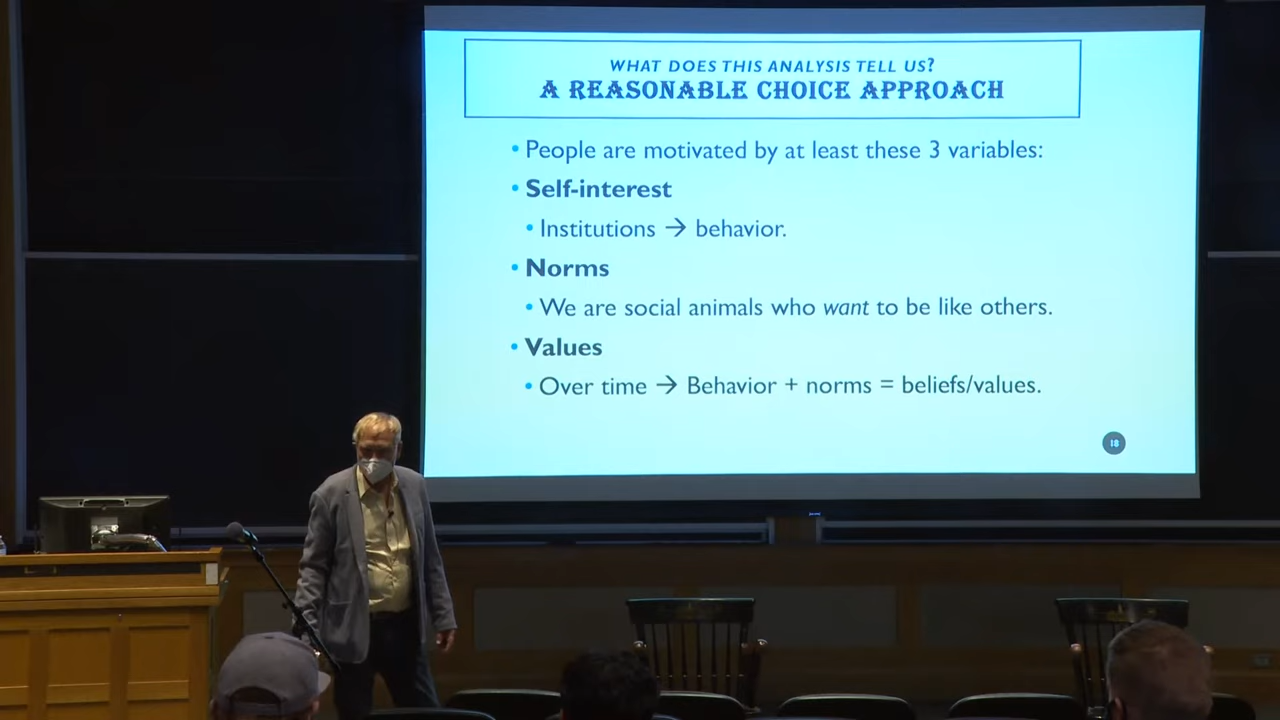 WHAT DOES THIS ANALYSIS TELL US?
A REASONABLE CHOICE APPROACH
• People are motivated by at least these 3 variables:
• Self-interest
• Institutions → behavior.
• Norms
• We are social animals who want to be like others.
• Values
• Over time → Behavior + norms = beliefs/values.
18